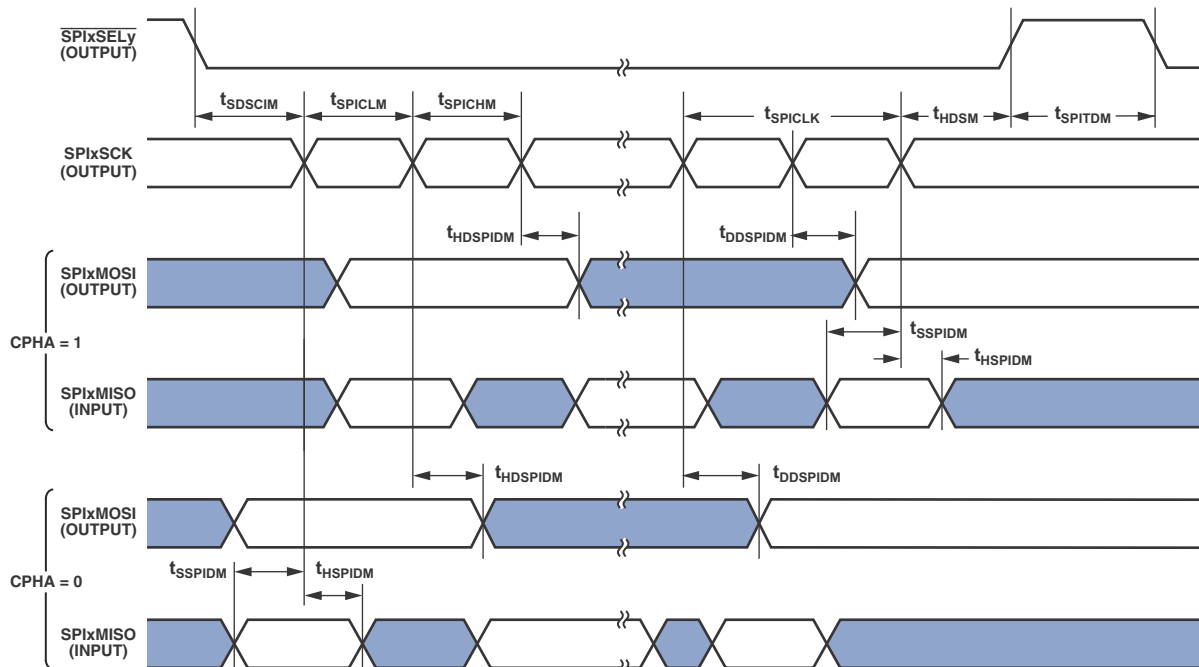 SPIxSELy
(OUTPUT)
tSDSCIM tSPICLM tSPICHM tSPICLK tHDSM tSPITDM
SPIxSCK
(OUTPUT)
tHDSPIDM tDDSPIDM
SPIxMOSI
(OUTPUT)
tSSPIDM
CPHA = 1
tHSPIDM
SPIxMISO
(INPUT)
tHDSPIDM tDDSPIDM
SPIxMOSI
(OUTPUT)
tSSPIDM tHSPIDM
CPHA = 0
SPIxMISO
(INPUT)